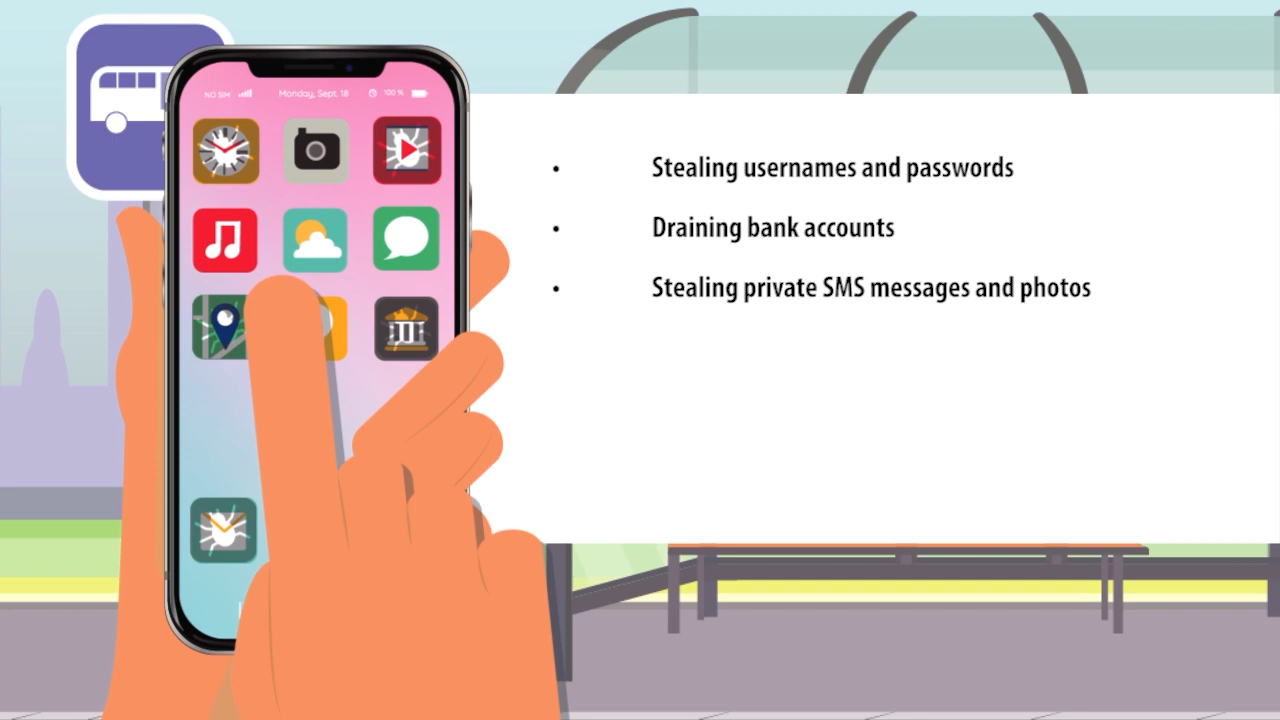 NO SIM Monday, Sept. 18 100 %
• Stealing usernames and passwords
• Draining bank accounts
• Stealing private SMS messages and photos